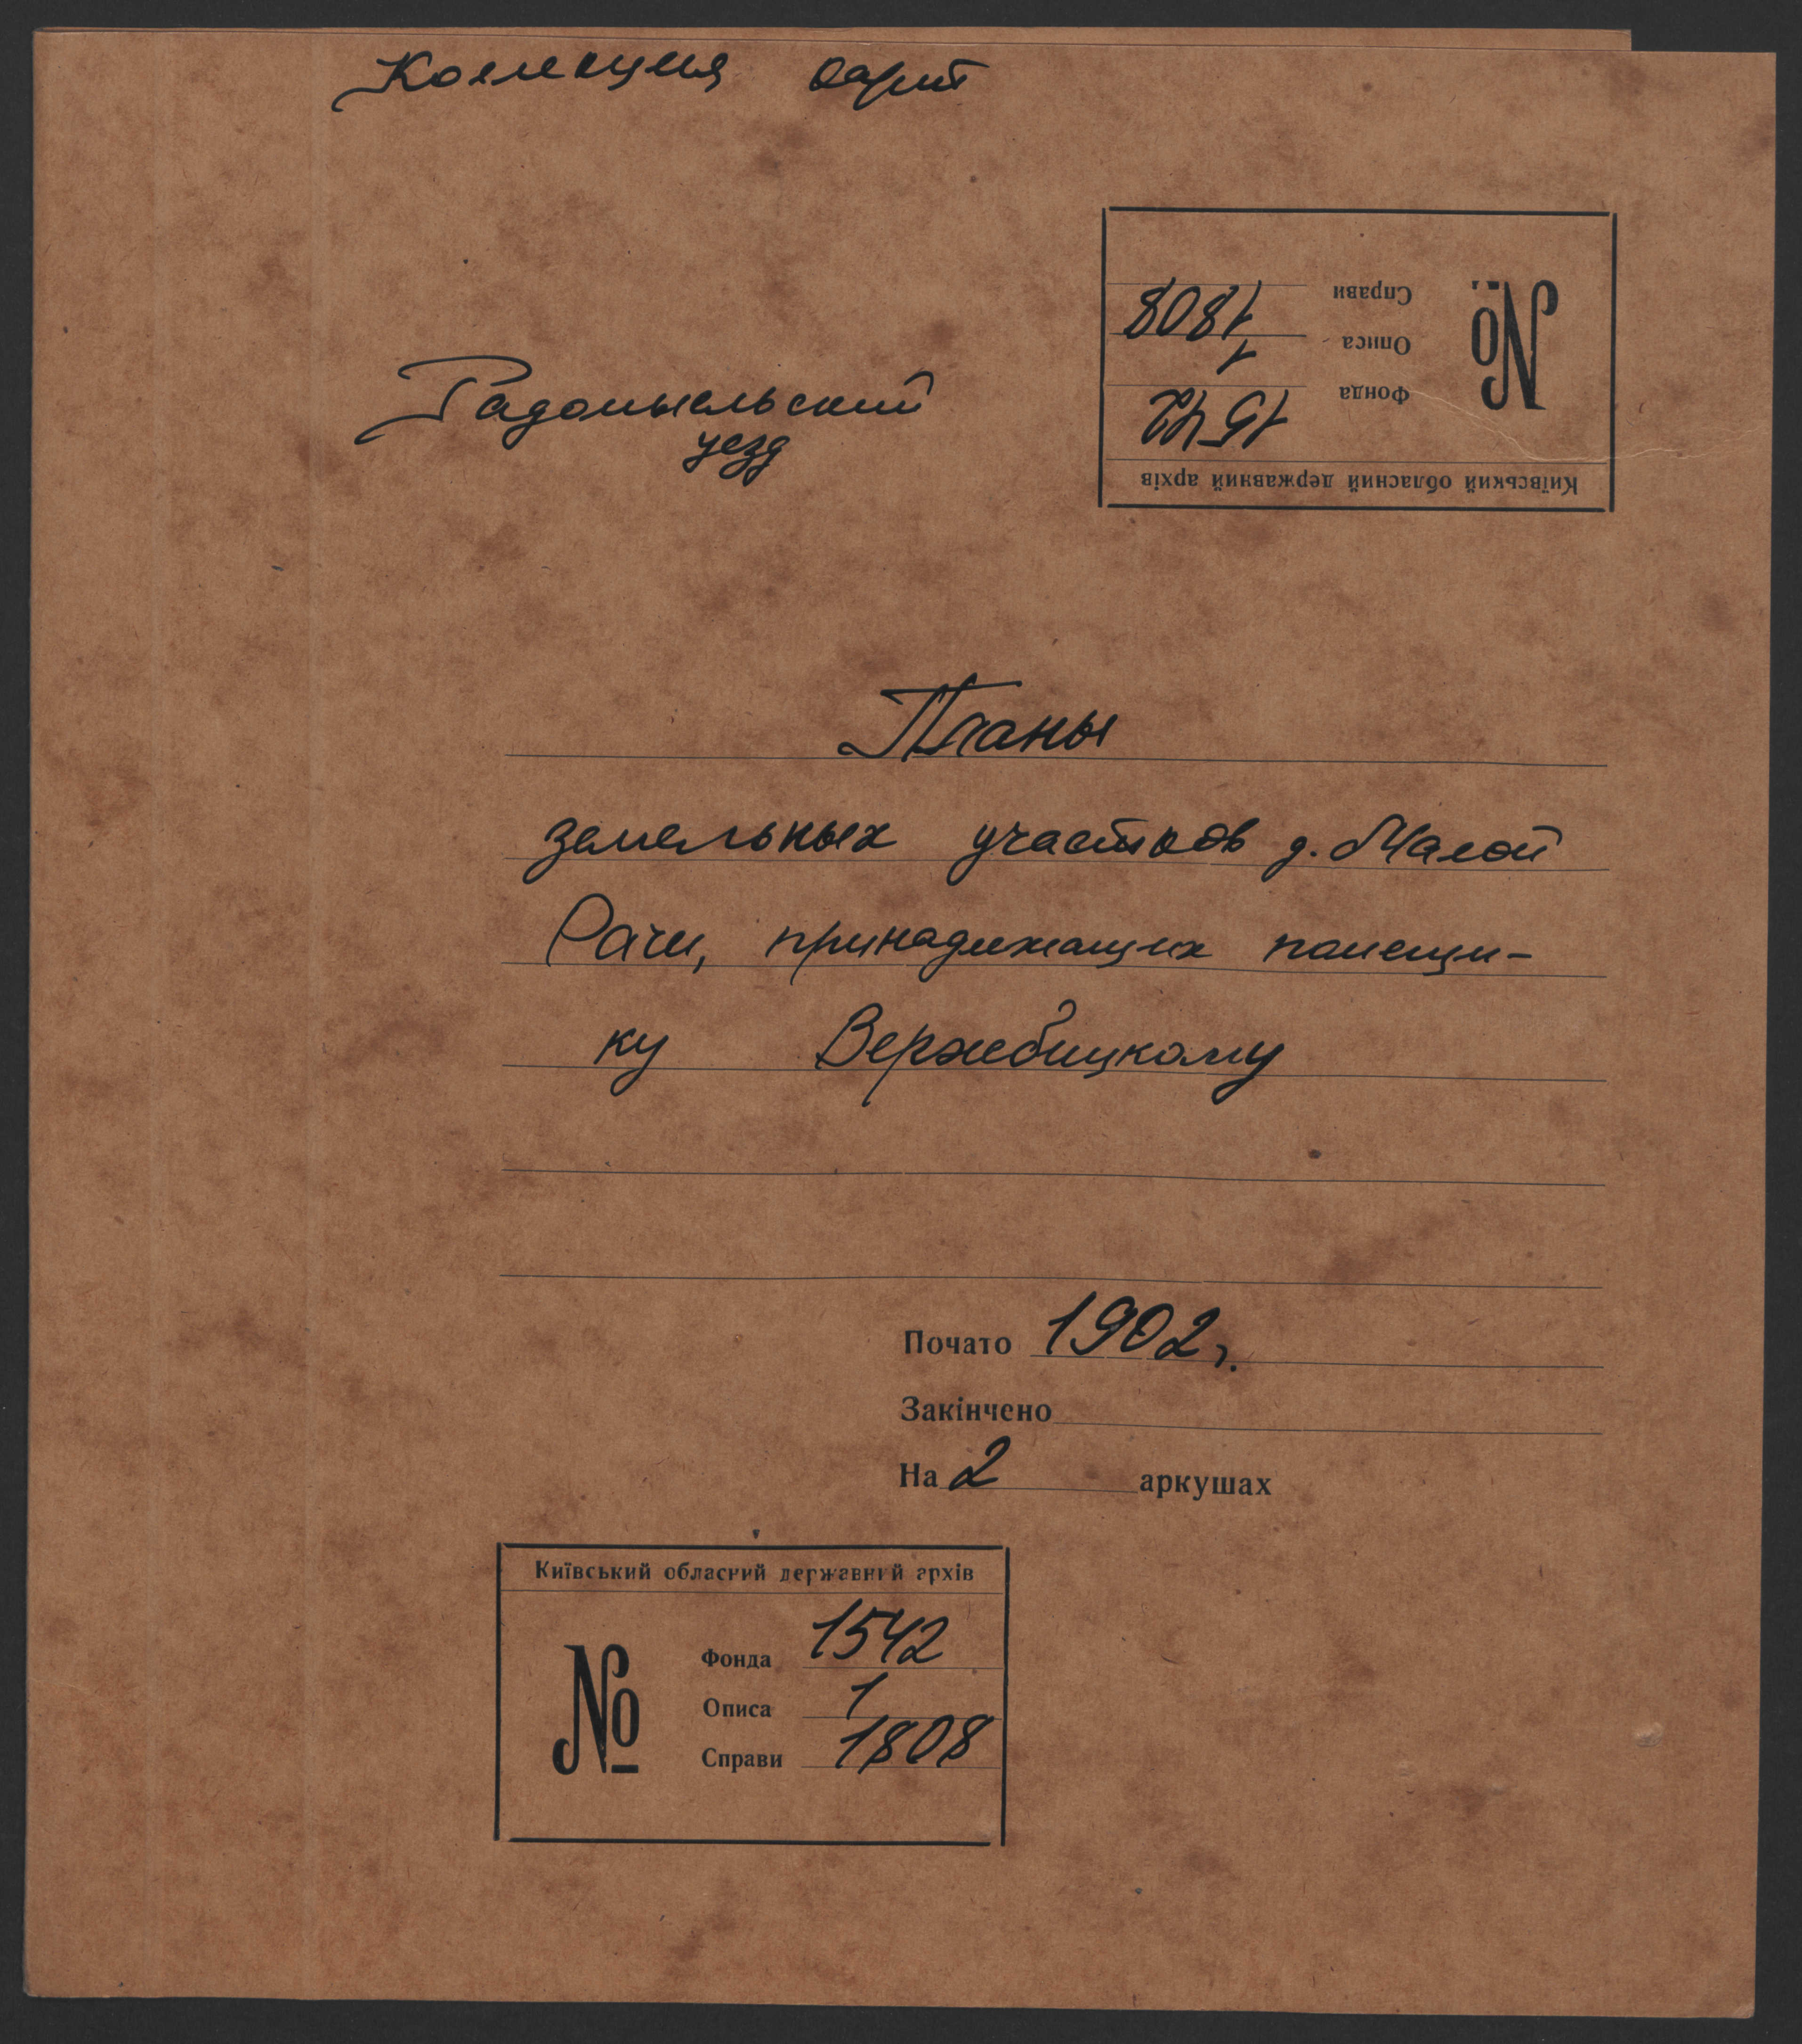 Коллекция карт
Київський обласний державний архів
№
Фонда 1542
Описа 1
Справи 1808
Радомысльский
уезд
Планы
земельных участков д. Малой
Рачи, принадлежащих помещи-
ку Вержбицкому
Почато 1902 г.
Закінчено
На 2 аркушах
Київський обласний державний архів
№
Фонда 1542
Описа 1
Справи 1808